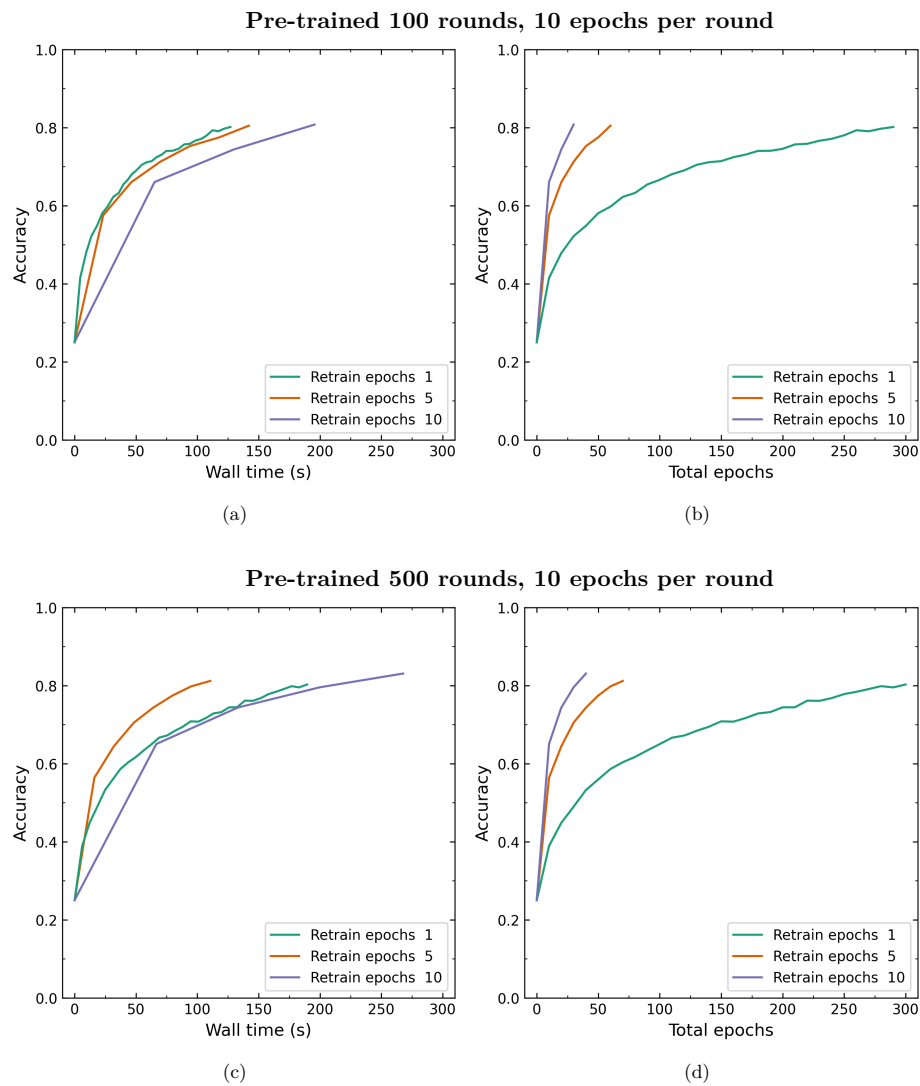 Pre-trained 100 rounds, 10 epochs per round
1.0
0.8
0.6
0.4
0.2
0.0
Accuracy
Retrain epochs 1
Retrain epochs 5
Retrain epochs 10
0 50 100 150 200 250 300
Wall time (s)
(a)
1.0
0.8
0.6
0.4
0.2
0.0
Accuracy
Retrain epochs 1
Retrain epochs 5
Retrain epochs 10
0 50 100 150 200 250 300
Total epochs
(b)
Pre-trained 500 rounds, 10 epochs per round
1.0
0.8
0.6
0.4
0.2
0.0
Accuracy
Retrain epochs 1
Retrain epochs 5
Retrain epochs 10
0 50 100 150 200 250 300
Wall time (s)
(c)
1.0
0.8
0.6
0.4
0.2
0.0
Accuracy
Retrain epochs 1
Retrain epochs 5
Retrain epochs 10
0 50 100 150 200 250 300
Total epochs
(d)